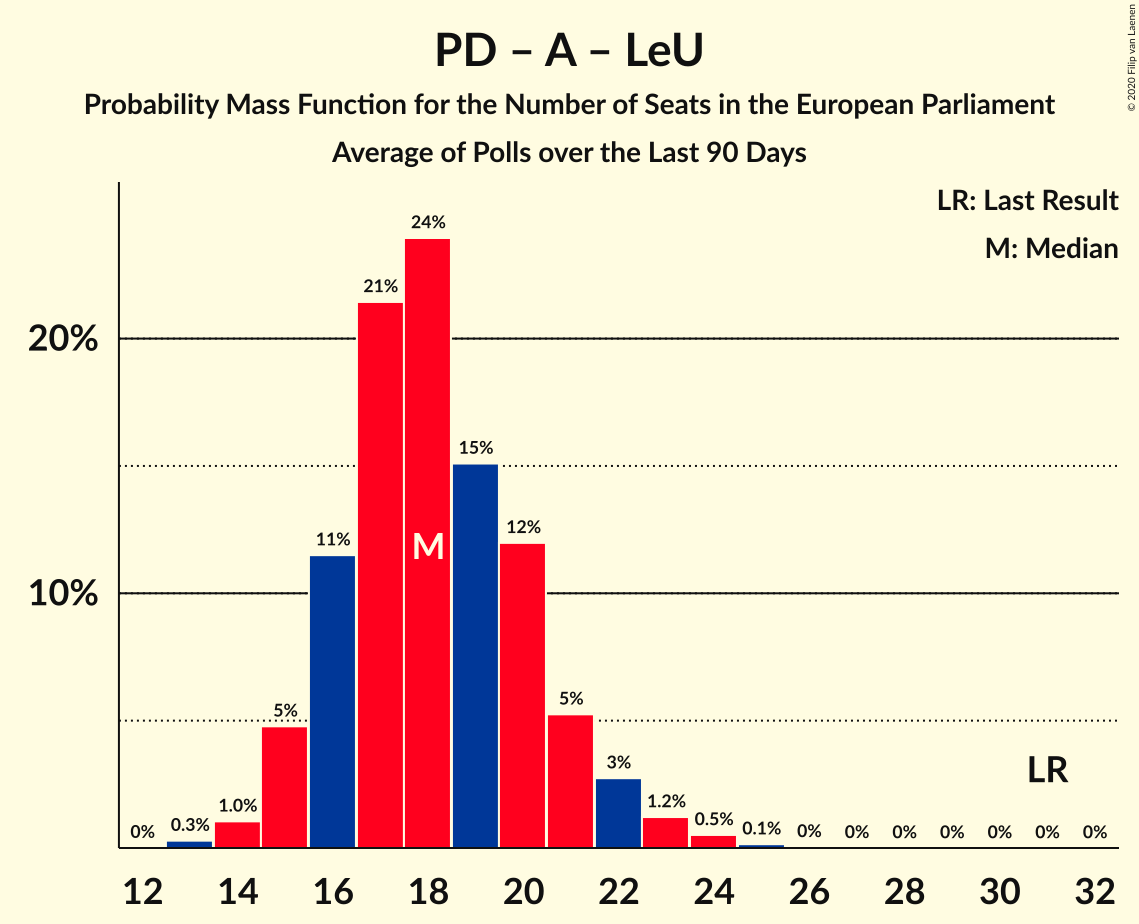 PD – A – LeU
Probability Mass Function for the Number of Seats in the European Parliament
Average of Polls over the Last 90 Days
© 2020 Filip van Laenen
LR: Last Result
M: Median
20%
10%
0%
0.3%
1.0%
5%
11%
21%
24%
M
15%
12%
5%
3%
1.2%
0.5%
0.1%
0%
0%
0%
0%
0%
LR
0%
0%
12 14 16 18 20 22 24 26 28 30 32